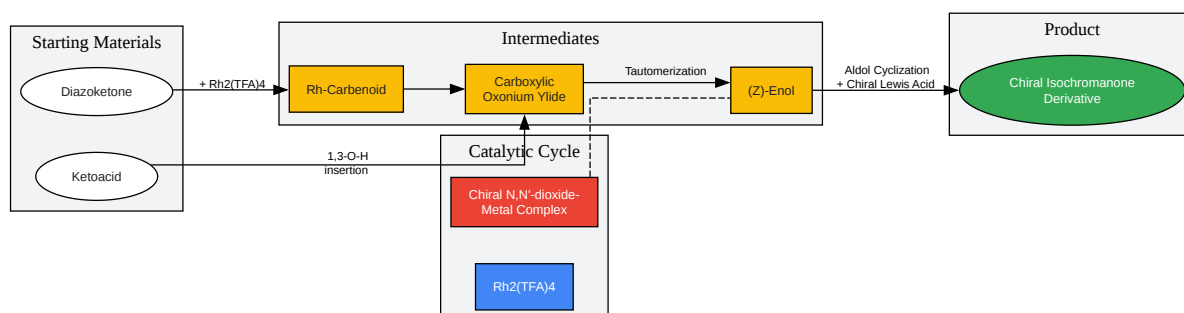 Starting Materials
Diazoketone
Ketoacid
+ Rh2(TFA)4
Intermediates
Rh-Carbenoid
Carboxylic
Oxonium Ylide
Tautomerization
(Z)-Enol
1,3-O-H
insertion
Catalytic Cycle
Chiral N,N'-dioxide-
Metal Complex
Rh2(TFA)4
Aldol Cyclization
+ Chiral Lewis Acid
Product
Chiral Isochromanone
Derivative